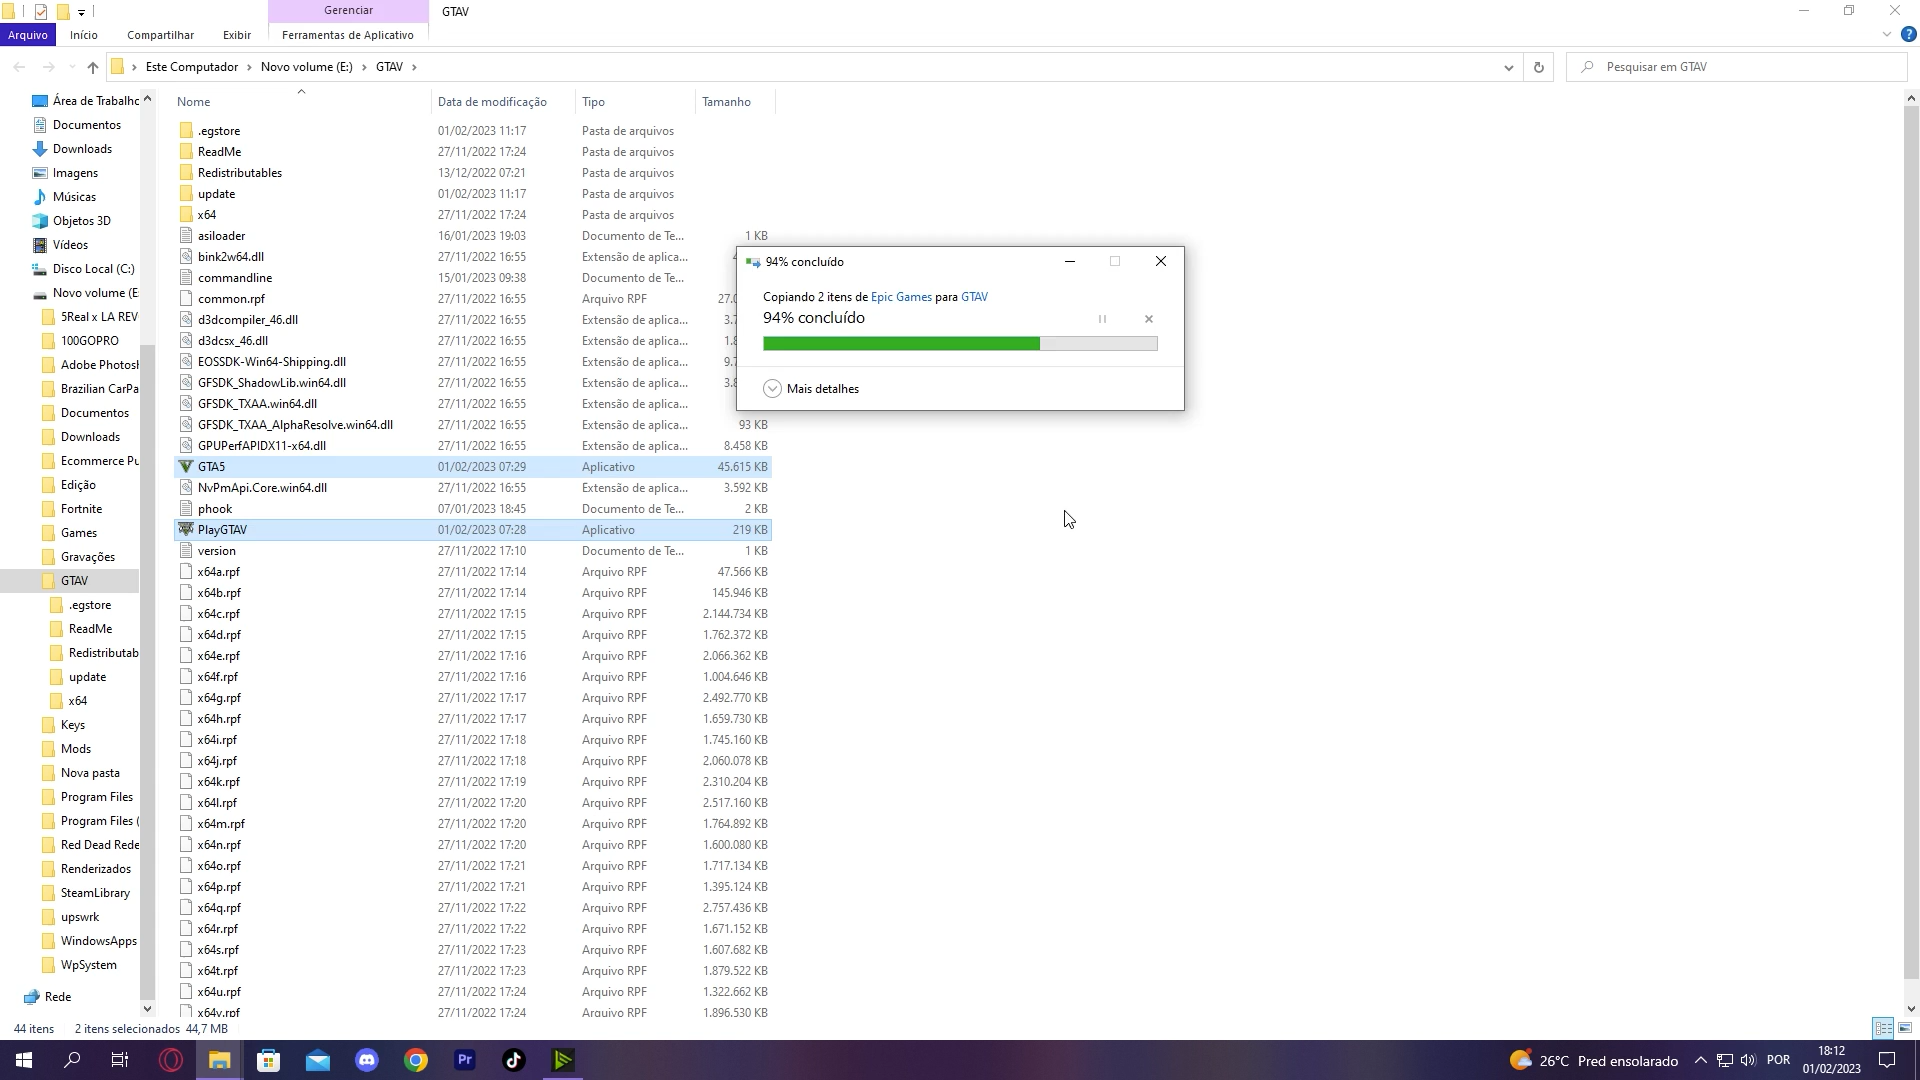 Gerenciar
GTAV
Arquivo
Início
Compartilhar
Exibir
Ferramentas de Aplicativo
Este Computador
Novo volume (E:)
GTAV
Pesquisar em GTAV
Área de Trabalho
Documentos
Downloads
Imagens
Músicas
Objetos 3D
Vídeos
Disco Local (C:)
Novo volume (E:
5Real x LA REV
100GOPRO
Adobe Photosh
Brazilian CarPa
Documentos
Downloads
Ecommerce Pu
Edição
Fortnite
Games
Gravações
GTAV
.egstore
ReadMe
Redistributab
update
x64
Keys
Mods
Nova pasta
Program Files
Program Files (
Red Dead Rede
Renderizados
SteamLibrary
upswrk
WindowsApps
WpSystem
Rede
Nome Data de modificação Tipo Tamanho
.egstore 01/02/2023 11:17 Pasta de arquivos
ReadMe 27/11/2022 17:24 Pasta de arquivos
Redistributables 13/12/2022 07:21 Pasta de arquivos
update 01/02/2023 11:17 Pasta de arquivos
x64 27/11/2022 17:24 Pasta de arquivos
asiloader 16/01/2023 19:03 Documento de Te... 1 KB
bink2w64.dll 27/11/2022 16:55 Extensão de aplica...
commandline 15/01/2023 09:38 Documento de Te...
common.rpf 27/11/2022 16:55 Arquivo RPF 27.0
d3dcompiler_46.dll 27/11/2022 16:55 Extensão de aplica... 3.
d3dcsx_46.dll 27/11/2022 16:55 Extensão de aplica... 1.
EOSSDK-Win64-Shipping.dll 27/11/2022 16:55 Extensão de aplica... 9.
GFSDK_ShadowLib.win64.dll 27/11/2022 16:55 Extensão de aplica... 3.
GFSDK_TXAA.win64.dll 27/11/2022 16:55 Extensão de aplica...
GFSDK_TXAA_AlphaResolve.win64.dll 27/11/2022 16:55 Extensão de aplica... 93 KB
GPUPerfAPIDX11-x64.dll 27/11/2022 16:55 Extensão de aplica... 8.458 KB
GTA5 01/02/2023 07:29 Aplicativo 45.615 KB
NvPmApi.Core.win64.dll 27/11/2022 16:55 Extensão de aplica... 3.592 KB
phook 07/01/2023 18:45 Documento de Te... 2 KB
PlayGTAV 01/02/2023 07:28 Aplicativo 219 KB
version 27/11/2022 17:10 Documento de Te... 1 KB
x64a.rpf 27/11/2022 17:14 Arquivo RPF 47.566 KB
x64b.rpf 27/11/2022 17:14 Arquivo RPF 145.946 KB
x64c.rpf 27/11/2022 17:15 Arquivo RPF 2.144.734 KB
x64d.rpf 27/11/2022 17:15 Arquivo RPF 1.762.372 KB
x64e.rpf 27/11/2022 17:16 Arquivo RPF 2.066.362 KB
x64f.rpf 27/11/2022 17:16 Arquivo RPF 1.004.646 KB
x64g.rpf 27/11/2022 17:17 Arquivo RPF 2.492.770 KB
x64h.rpf 27/11/2022 17:17 Arquivo RPF 1.659.730 KB
x64i.rpf 27/11/2022 17:18 Arquivo RPF 1.745.160 KB
x64j.rpf 27/11/2022 17:18 Arquivo RPF 2.060.078 KB
x64k.rpf 27/11/2022 17:19 Arquivo RPF 2.310.204 KB
x64l.rpf 27/11/2022 17:20 Arquivo RPF 2.517.160 KB
x64m.rpf 27/11/2022 17:20 Arquivo RPF 1.764.892 KB
x64n.rpf 27/11/2022 17:20 Arquivo RPF 1.600.080 KB
x64o.rpf 27/11/2022 17:21 Arquivo RPF 1.717.134 KB
x64p.rpf 27/11/2022 17:21 Arquivo RPF 1.395.124 KB
x64q.rpf 27/11/2022 17:22 Arquivo RPF 2.757.436 KB
x64r.rpf 27/11/2022 17:22 Arquivo RPF 1.671.152 KB
x64s.rpf 27/11/2022 17:23 Arquivo RPF 1.607.682 KB
x64t.rpf 27/11/2022 17:23 Arquivo RPF 1.879.522 KB
x64u.rpf 27/11/2022 17:24 Arquivo RPF 1.322.662 KB
x64v.rpf 27/11/2022 17:24 Arquivo RPF 1.896.530 KB
94% concluído
Copiando 2 itens de Epic Games para GTAV
94% concluído
Mais detalhes
44 itens 2 itens selecionados 44,7 MB
Pr
26°C Pred ensolarado
POR
18:12
01/02/2023